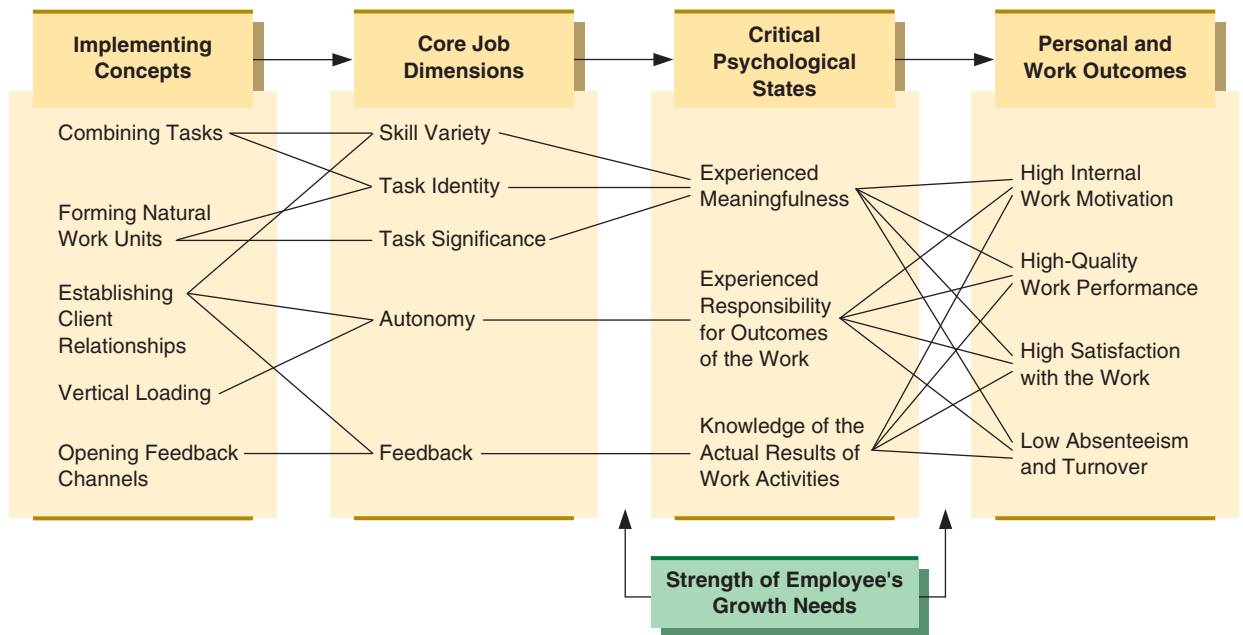 Implementing
Concepts
Core Job
Dimensions
Critical
Psychological
States
Personal and
Work Outcomes
Combining Tasks
Forming Natural
Work Units
Establishing
Client
Relationships
Vertical Loading
Opening Feedback
Channels
Skill Variety
Task Identity
Task Significance
Autonomy
Feedback
Experienced
Meaningfulness
Experienced
Responsibility
for Outcomes
of the Work
Knowledge of the
Actual Results of
Work Activities
High Internal
Work Motivation
High-Quality
Work Performance
High Satisfaction
with the Work
Low Absenteeism
and Turnover
Strength of Employee's
Growth Needs